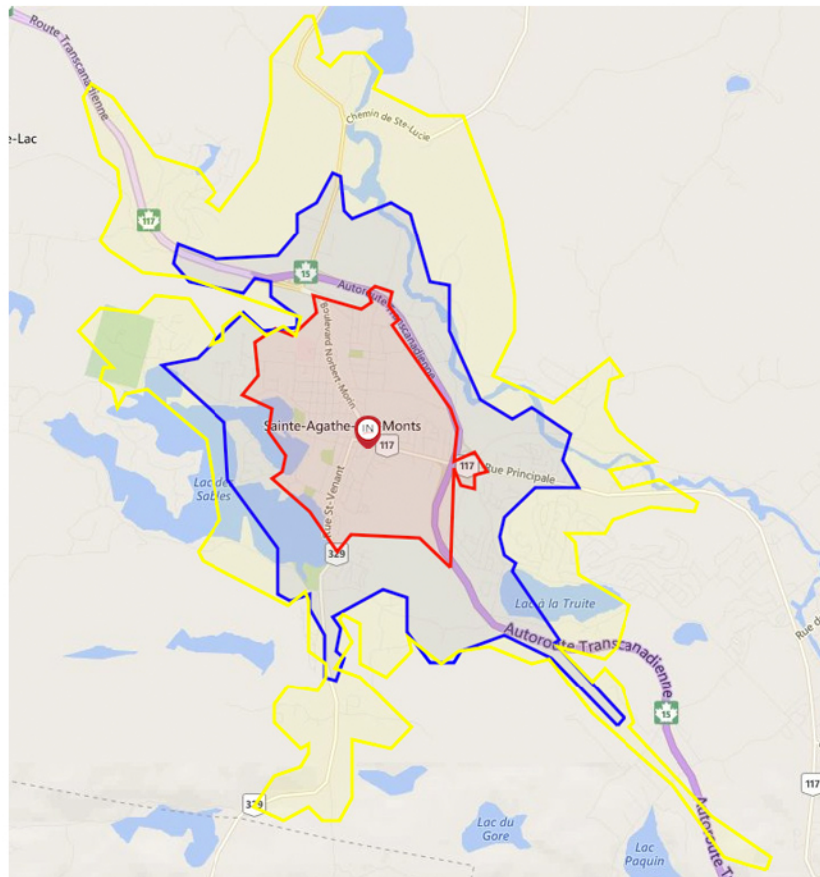 Route Transcanadienne
Chemin de Ste-Lucie
e-Lac
117
15
Autoroute Transcanadienne
Boulevard Norbert-Morin
Sainte-Agathe-
IN
Monts
117
117
Rue Principale
Rue St-Venant
Lac des
Sables
329
Lac à la Truite
Autoroute Transcanadienne
Rue d
15
117
329
Lac du
Gore
Lac
Paquin
Autoroute T